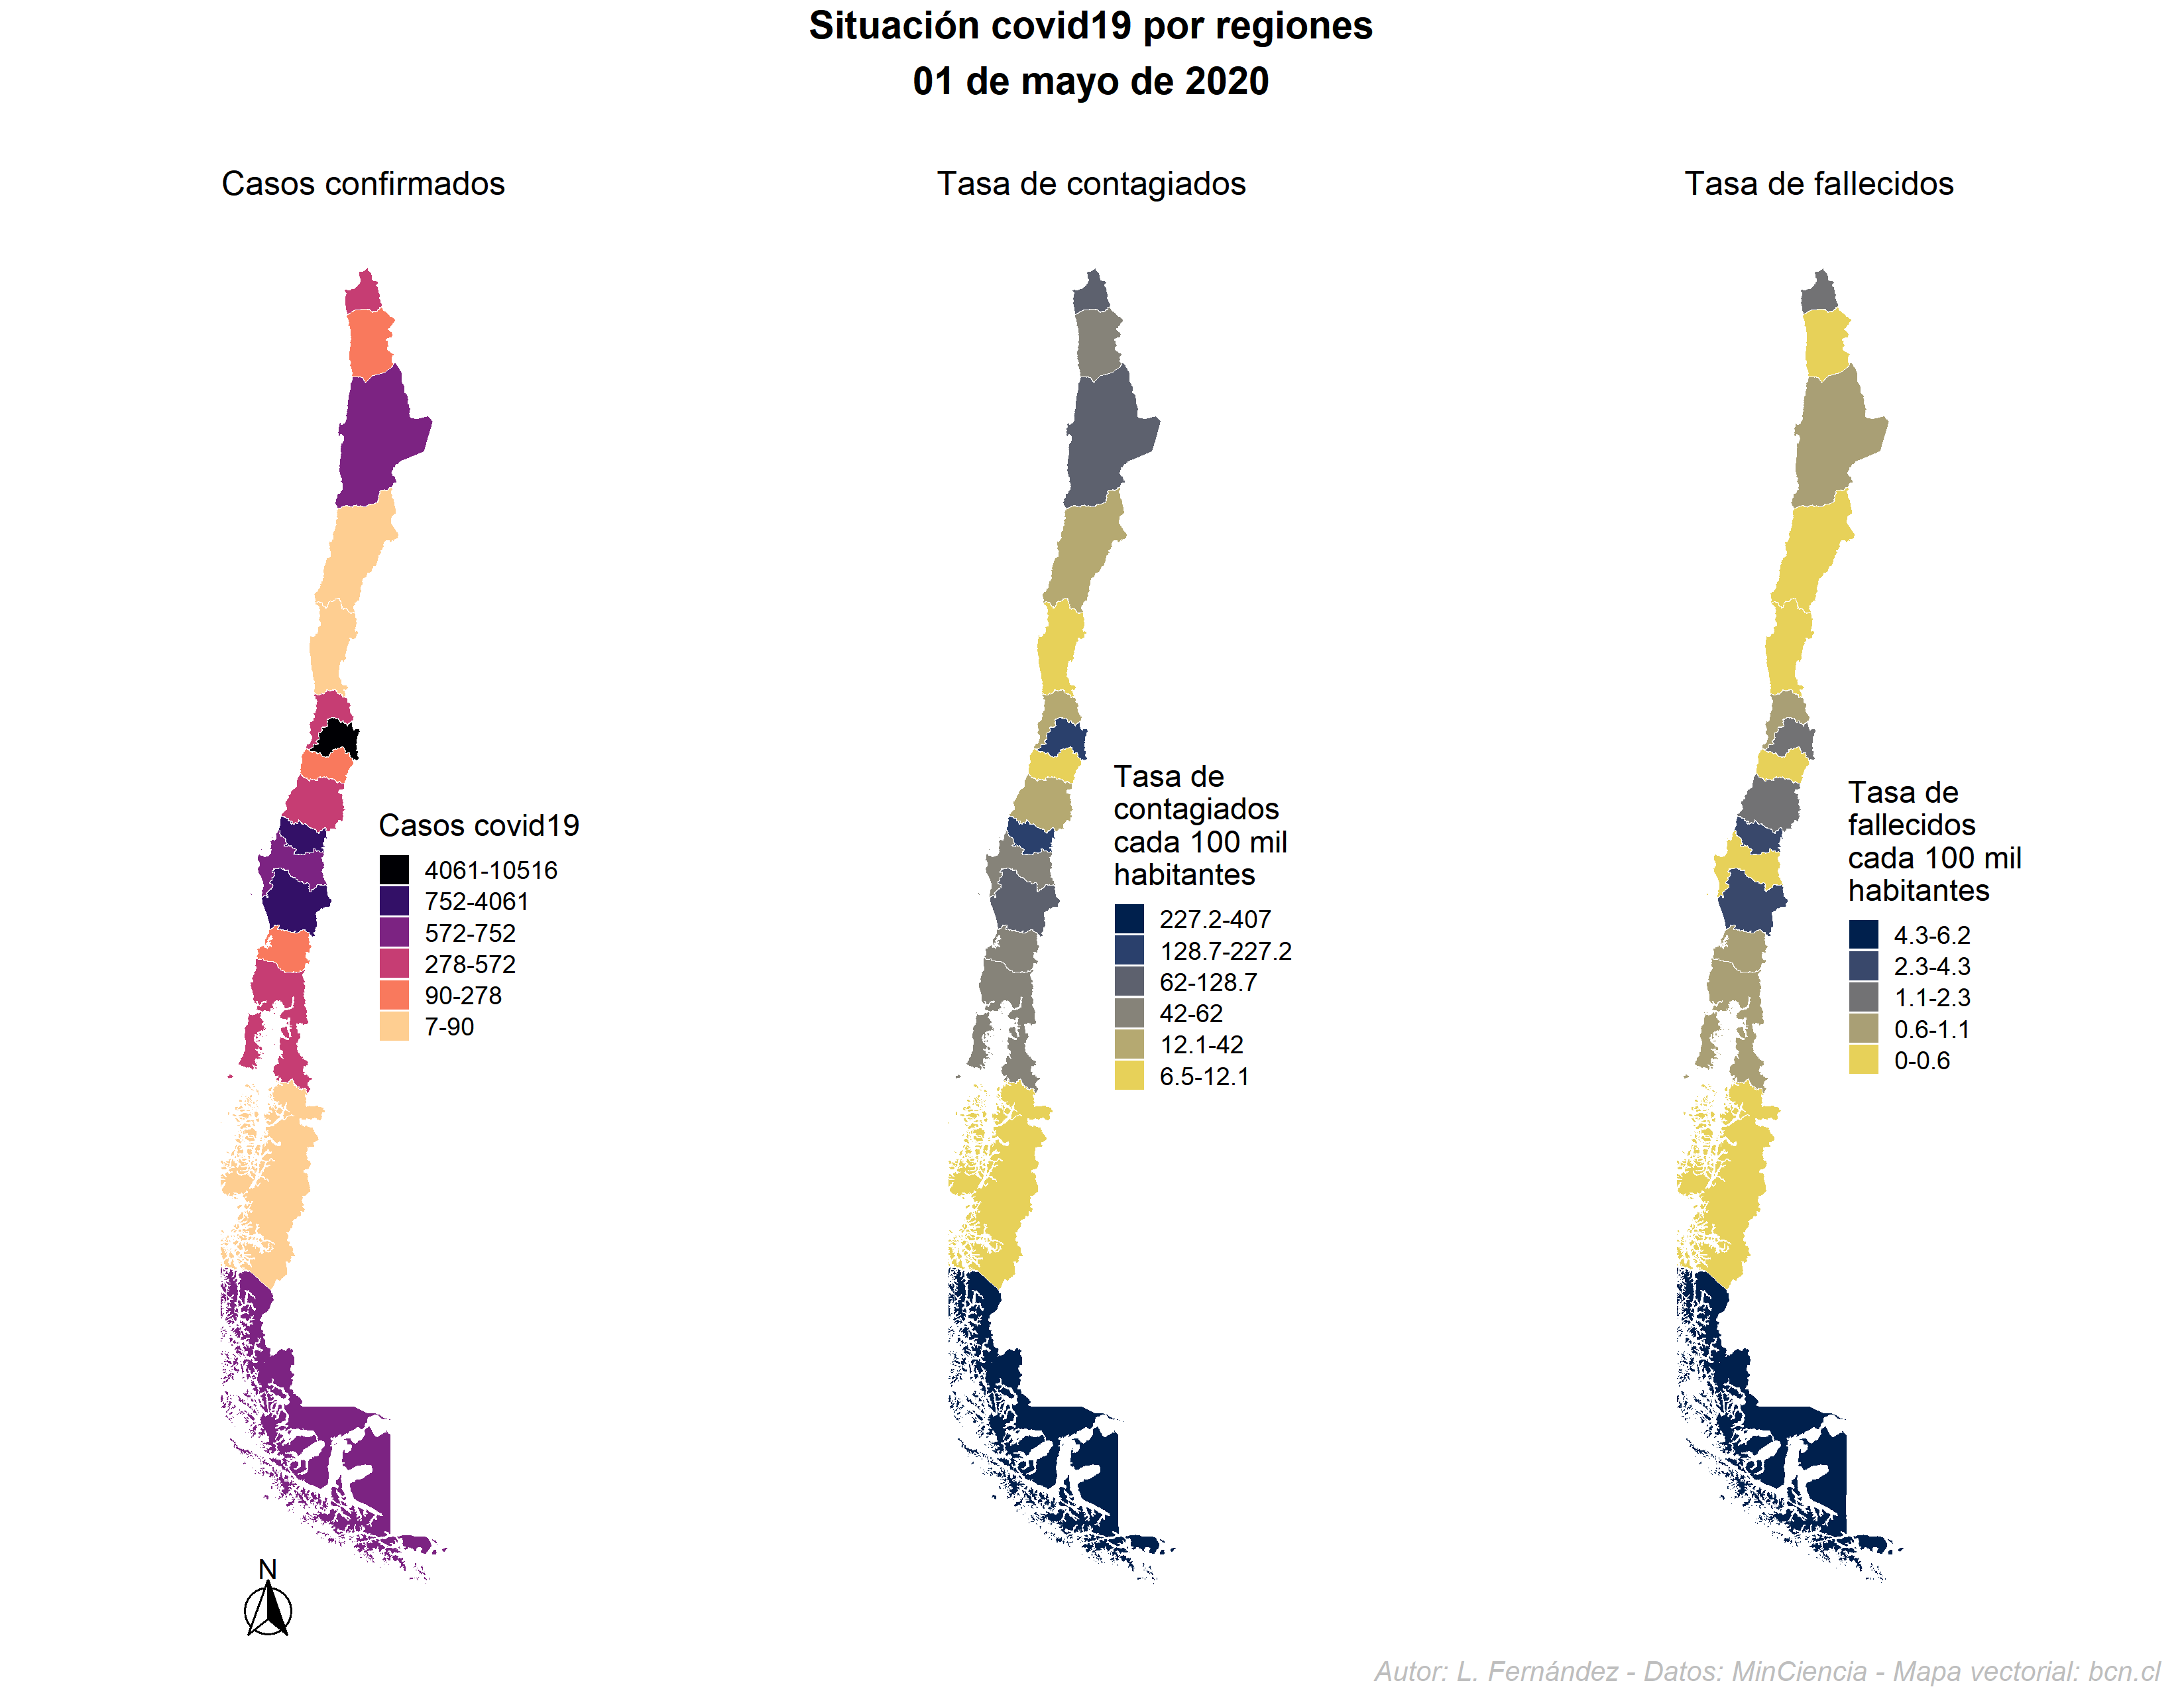 Situación covid19 por regiones
01 de mayo de 2020
Casos confirmados
Casos covid19
4061-10516
752-4061
572-752
278-572
90-278
7-90
N
Tasa de contagiados
Tasa de
contagiados
cada 100 mil
habitantes
227.2-407
128.7-227.2
62-128.7
42-62
12.1-42
6.5-12.1
Tasa de fallecidos
Tasa de
fallecidos
cada 100 mil
habitantes
4.3-6.2
2.3-4.3
1.1-2.3
0.6-1.1
0-0.6
Autor: L. Fernández - Datos: MinCiencia - Mapa vectorial: bcn.cl